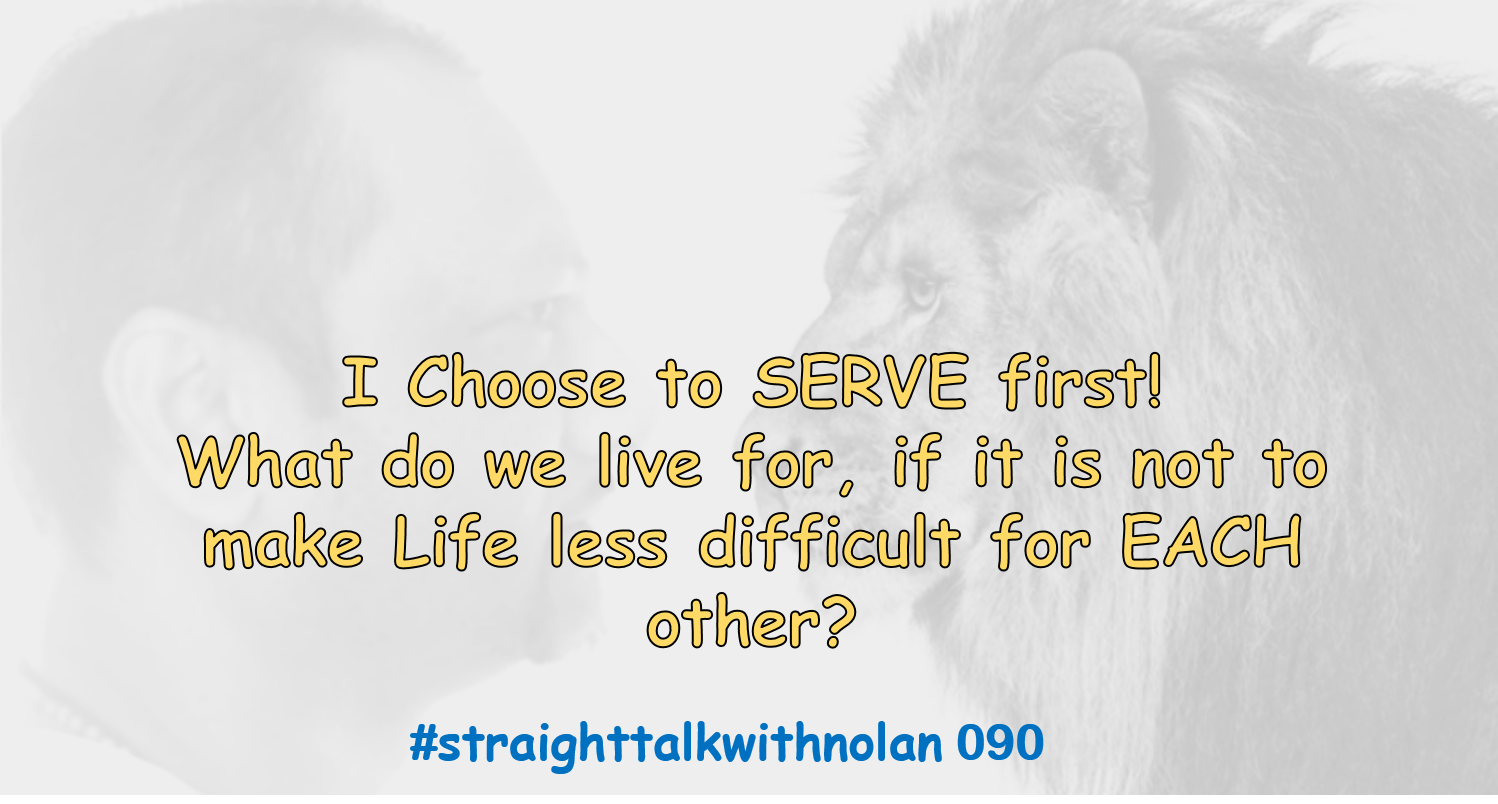 I Choose to SERVE first!
What do we live for, if it is not to
make Life less difficult for EACH
other?
#straighttalkwithnolan 090